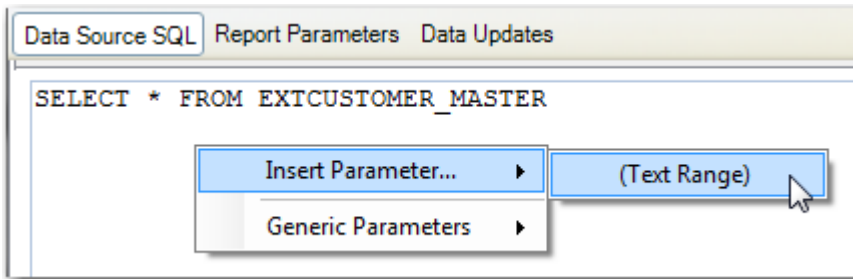 Data Source SQL Report Parameters Data Updates
SELECT * FROM EXTCUSTOMER_MASTER
Insert Parameter... (Text Range)
Generic Parameters